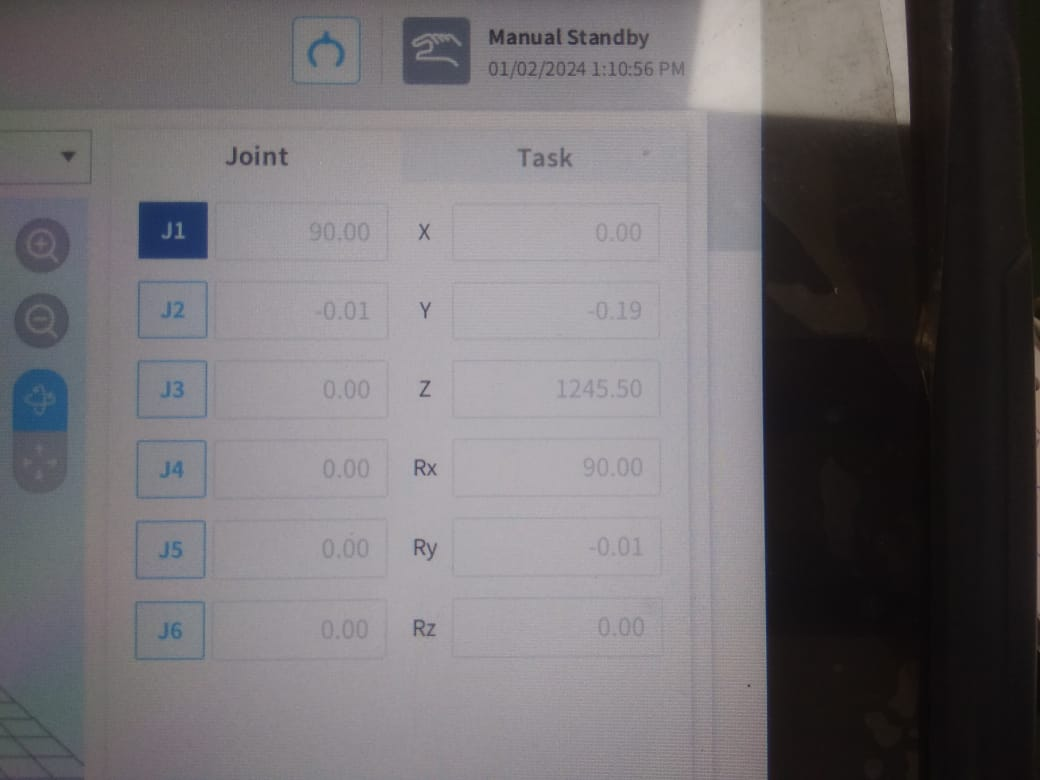 Manual Standby
01/02/2024 1:10:56 PM
Joint Task
J1 90.00 X 0.00
J2 -0.01 Y -0.19
J3 0.00 Z 1245.50
J4 0.00 Rx 90.00
J5 0.00 Ry -0.01
J6 0.00 Rz 0.00